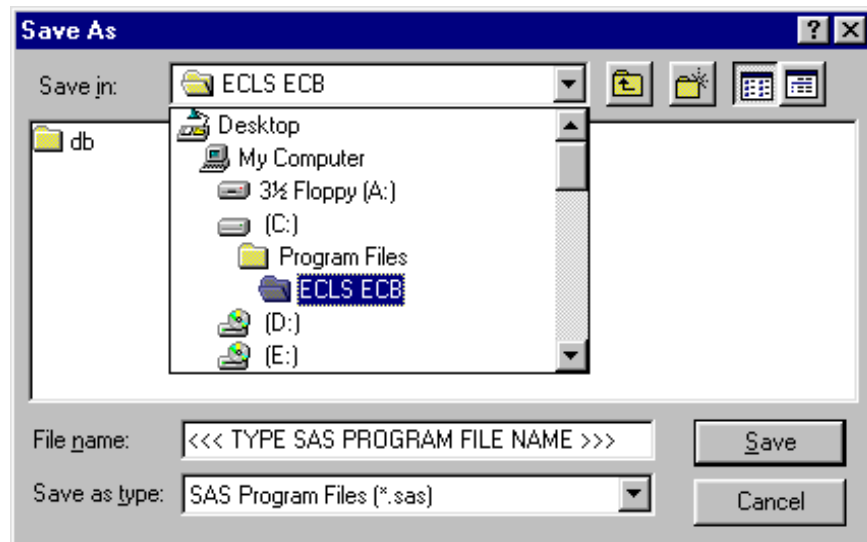 Save As
Save in: ECLS ECB
db
Desktop
My Computer
3½ Floppy (A:)
(C:)
Program Files
ECLS ECB
(D:)
(E:)
File name: <<< TYPE SAS PROGRAM FILE NAME >>> Save
Save as type: SAS Program Files (*.sas) Cancel